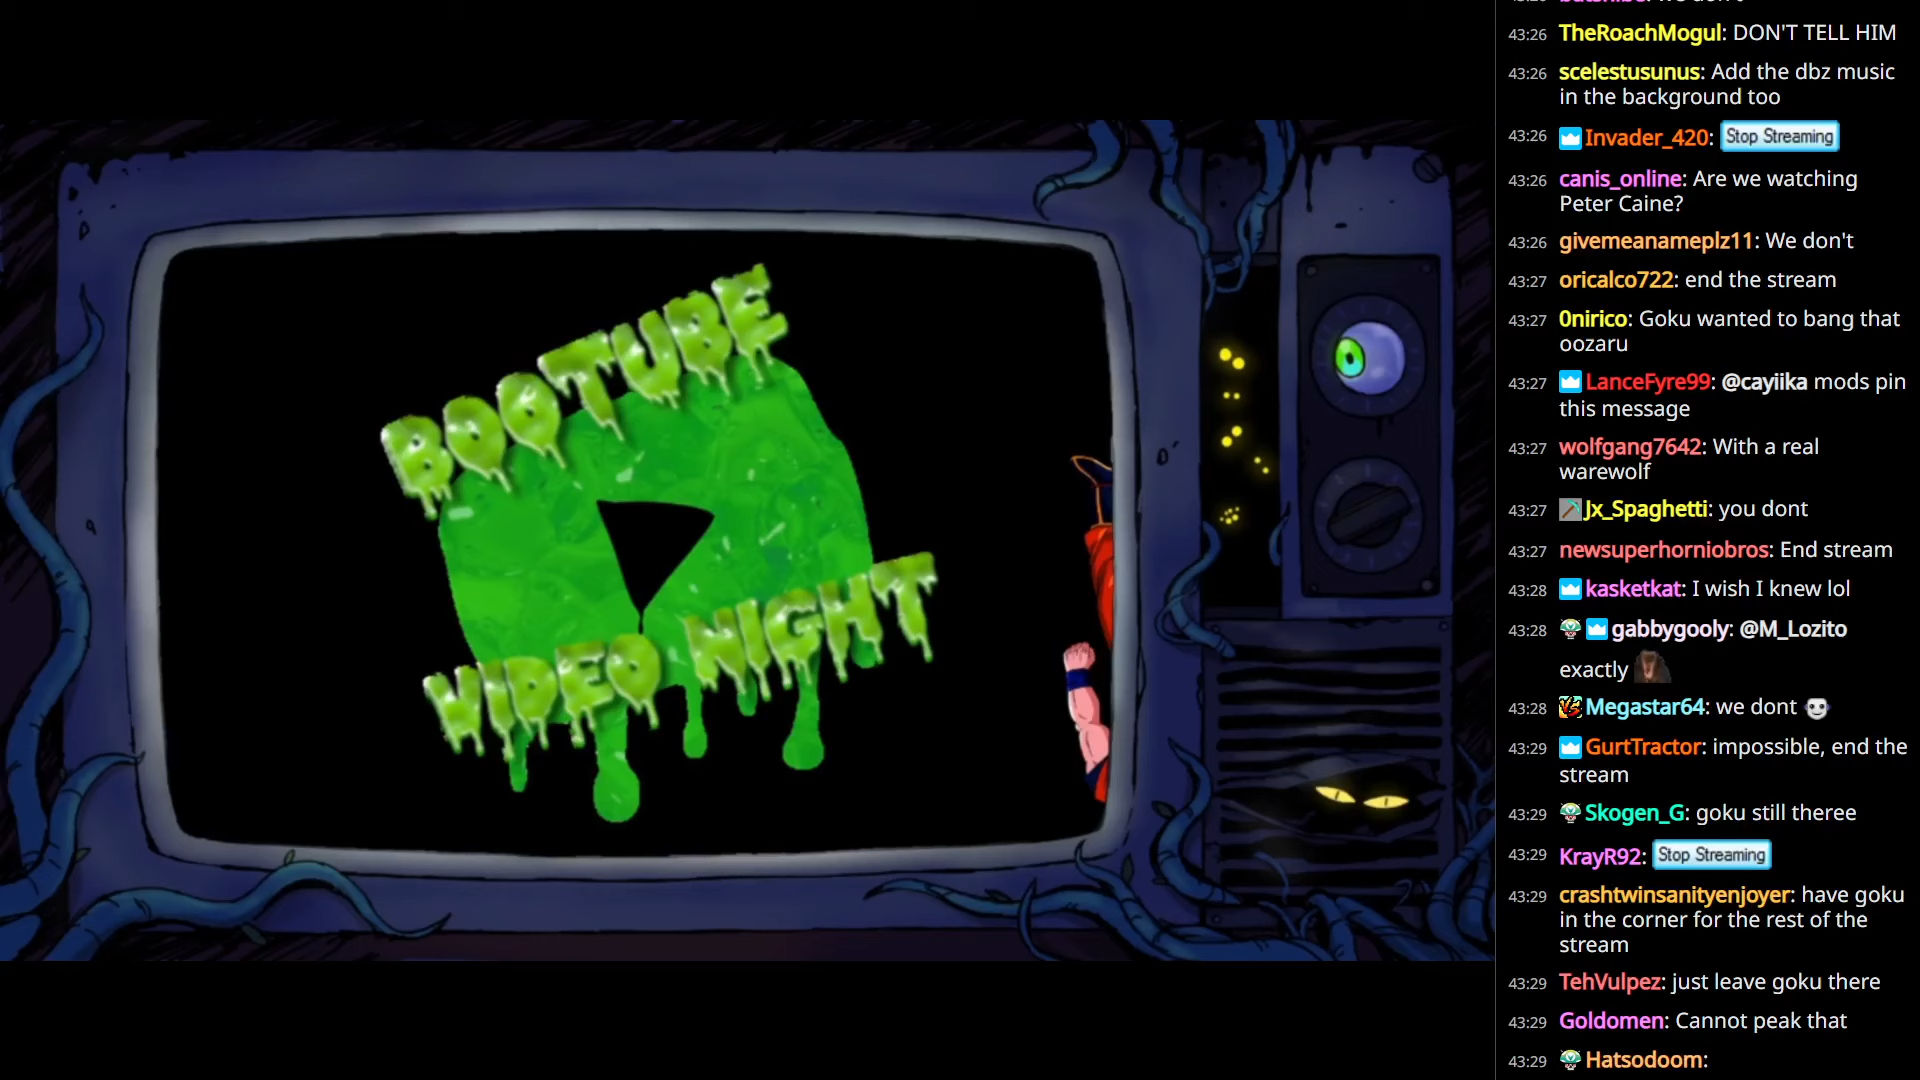 BOOTUBE
VIDEO NIGHT
43:26 TheRoachMogul: DON'T TELL HIM
43:26 scelestusunus: Add the dbz music
in the background too
43:26 Invader_420: Stop Streaming
43:26 canis_online: Are we watching
Peter Caine?
43:26 givemeanameplz11: We don't
43:27 oricalco722: end the stream
43:27 0nirico: Goku wanted to bang that
oozaru
43:27 LanceFyre99: @cayiika mods pin
this message
43:27 wolfgang7642: With a real
warewolf
43:27 Jx_Spaghetti: you dont
43:27 newsuperhorniobros: End stream
43:28 kasketkat: I wish I knew lol
43:28 gabbygooly: @M_Lozito
exactly
43:28 Megastar64: we dont
43:29 GurtTractor: impossible, end the
stream
43:29 Skogen_G: goku still theree
43:29 KrayR92: Stop Streaming
43:29 crashtwinsanityenjoyer: have goku
in the corner for the rest of the
stream
43:29 TehVulpez: just leave goku there
43:29 Goldomen: Cannot peak that
43:29 Hatsodoom: